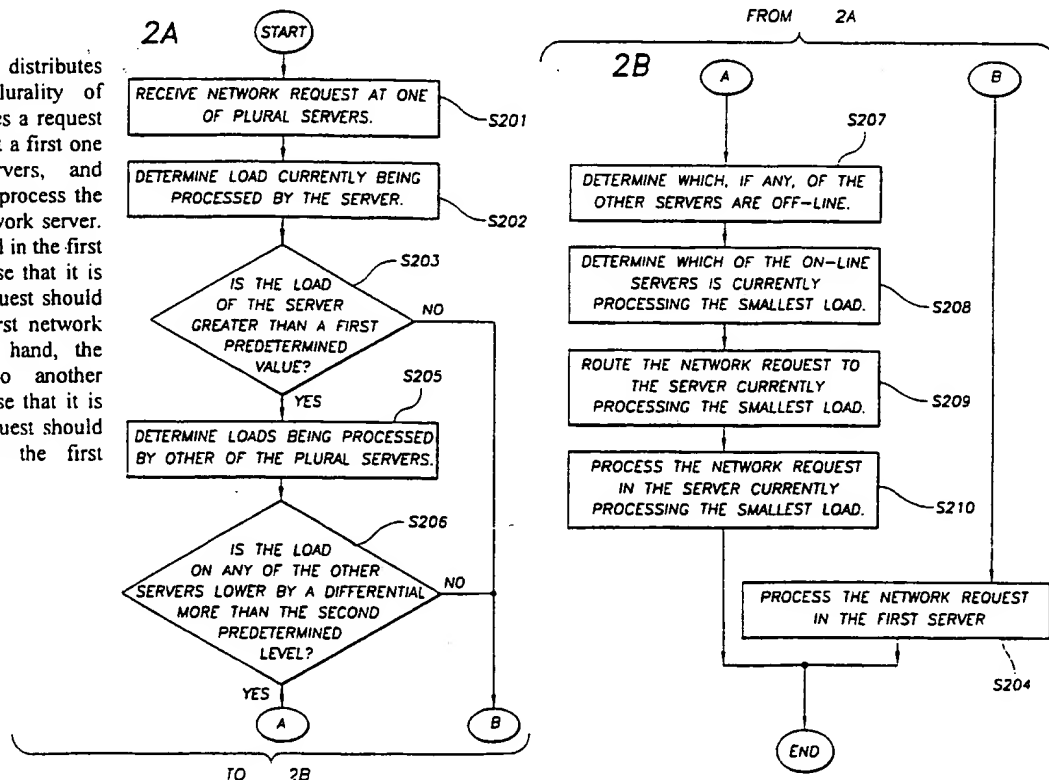 distributes
plurality of
es a request
a first one
servers, and
process the
work server.
d in the first
se that it is
quest should
rst network
hand, the
o another
se that it is
quest should
the first
2A
START
RECEIVE NETWORK REQUEST AT ONE
OF PLURAL SERVERS.
S201
DETERMINE LOAD CURRENTLY BEING
PROCESSED BY THE SERVER.
S202
S203
IS THE LOAD
OF THE SERVER
GREATER THAN A FIRST
PREDETERMINED
VALUE?
NO
YES
S205
DETERMINE LOADS BEING PROCESSED
BY OTHER OF THE PLURAL SERVERS.
S206
IS THE LOAD
ON ANY OF THE OTHER
SERVERS LOWER BY A DIFFERENTIAL
MORE THAN THE SECOND
PREDETERMINED
LEVEL?
NO
YES
A
B
TO 2B
FROM 2A
2B
A
B
S207
DETERMINE WHICH, IF ANY, OF THE
OTHER SERVERS ARE OFF-LINE.
DETERMINE WHICH OF THE ON-LINE
SERVERS IS CURRENTLY
PROCESSING THE SMALLEST LOAD.
S208
ROUTE THE NETWORK REQUEST TO
THE SERVER CURRENTLY
PROCESSING THE SMALLEST LOAD.
S209
PROCESS THE NETWORK REQUEST
IN THE SERVER CURRENTLY
PROCESSING THE SMALLEST LOAD.
S210
PROCESS THE NETWORK REQUEST
IN THE FIRST SERVER
S204
END